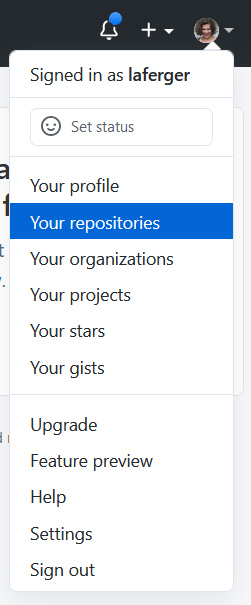 Signed in as laferger
Set status
Your profile
Your repositories
Your organizations
Your projects
Your stars
Your gists
Upgrade
Feature preview
Help
Settings
Sign out